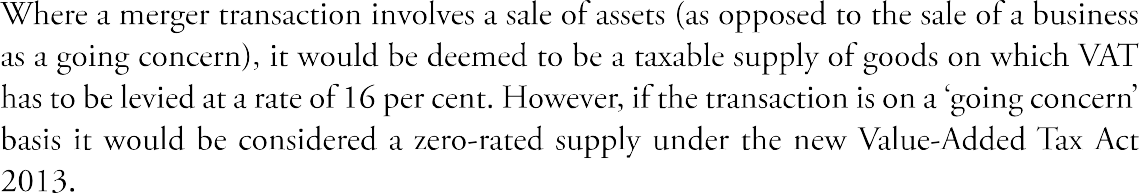 Where a merger transaction involves a sale of assets (as opposed to the sale of a business
as a going concern), it would be deemed to be a taxable supply of goods on which VAT
has to be levied at a rate of 16 per cent. However, if the transaction is on a ‘going concern’
basis it would be considered a zero-rated supply under the new Value-Added Tax Act
2013.